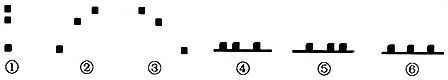 ① ② ③ ④ ⑤ ⑥